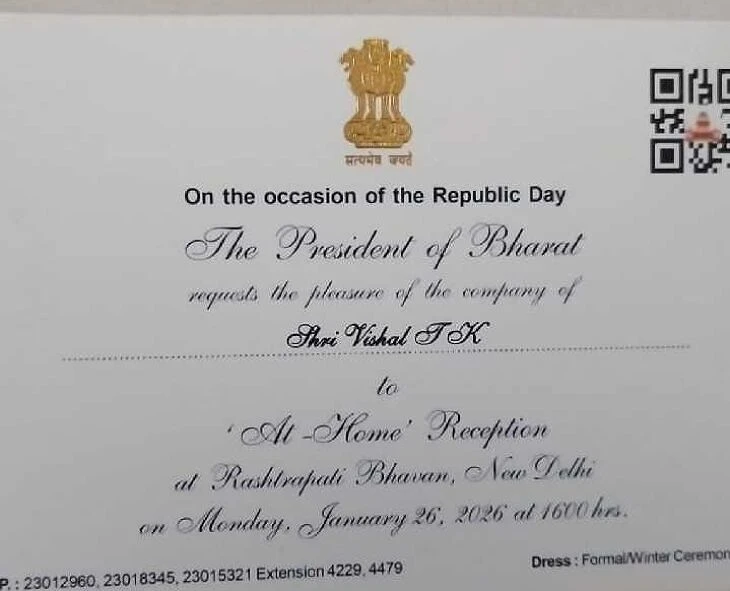 सत्यमेव जयते
On the occasion of the Republic Day
The President of Bharat
requests the pleasure of the company of
Shri Vishal T K
to
'At-Home' Reception
at Rashtrapati Bhavan, New Delhi
on Monday, January 26, 2026 at 1600 hrs.
P. : 23012960, 23018345, 23015321 Extension 4229, 4479
Dress : Formal/Winter Ceremon